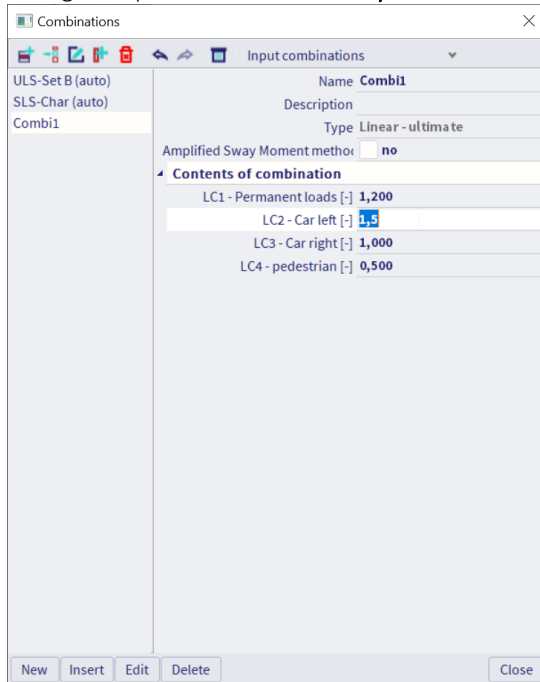 Combinations
Input combinations
ULS-Set B (auto)
SLS-Char (auto)
Combi1
Name Combi1
Description
Type Linear - ultimate
Amplified Sway Moment metho no
Contents of combination
LC1 - Permanent loads [-] 1,200
LC2 - Car left [-] 1,5
LC3 - Car right [-] 1,000
LC4 - pedestrian [-] 0,500
New Insert Edit Delete Close